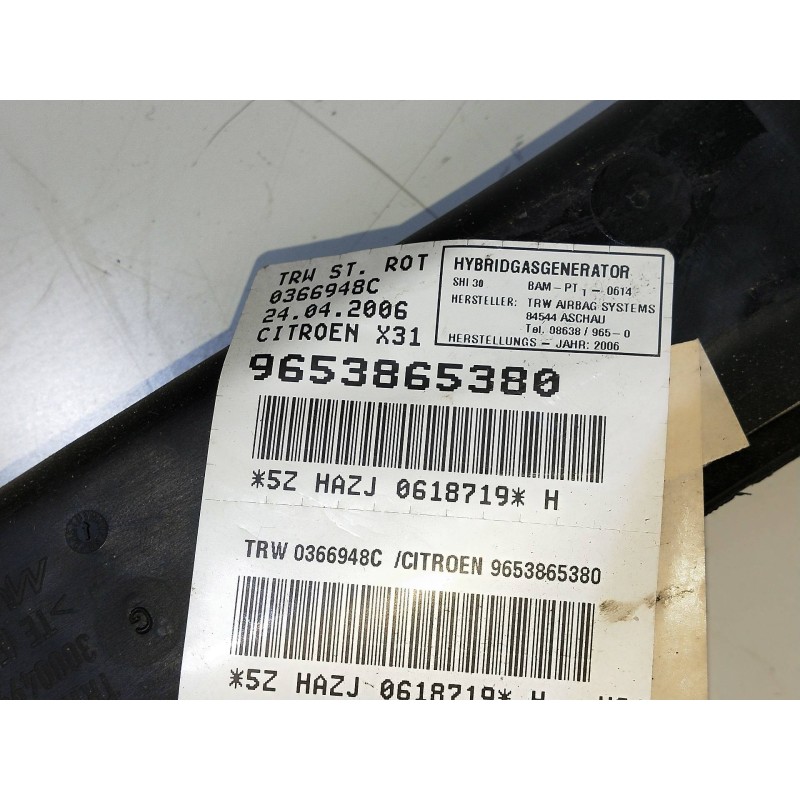 TRW ST. ROT
0366948C
24.04.2006
CITROEN X31
HYBRIDGASGENERATOR
SHI 30 BAM-PT 1-0614
HERSTELLER: TRW AIRBAG SYSTEMS
84544 ASCHAU
Tel. 08638/965-0
HERSTELLUNGS-JAHR: 2006
9653865380
*5Z HAZJ 0618719* H
TRW 0366948C /CITROEN 9653865380
*5Z HAZJ 0618719* H
G